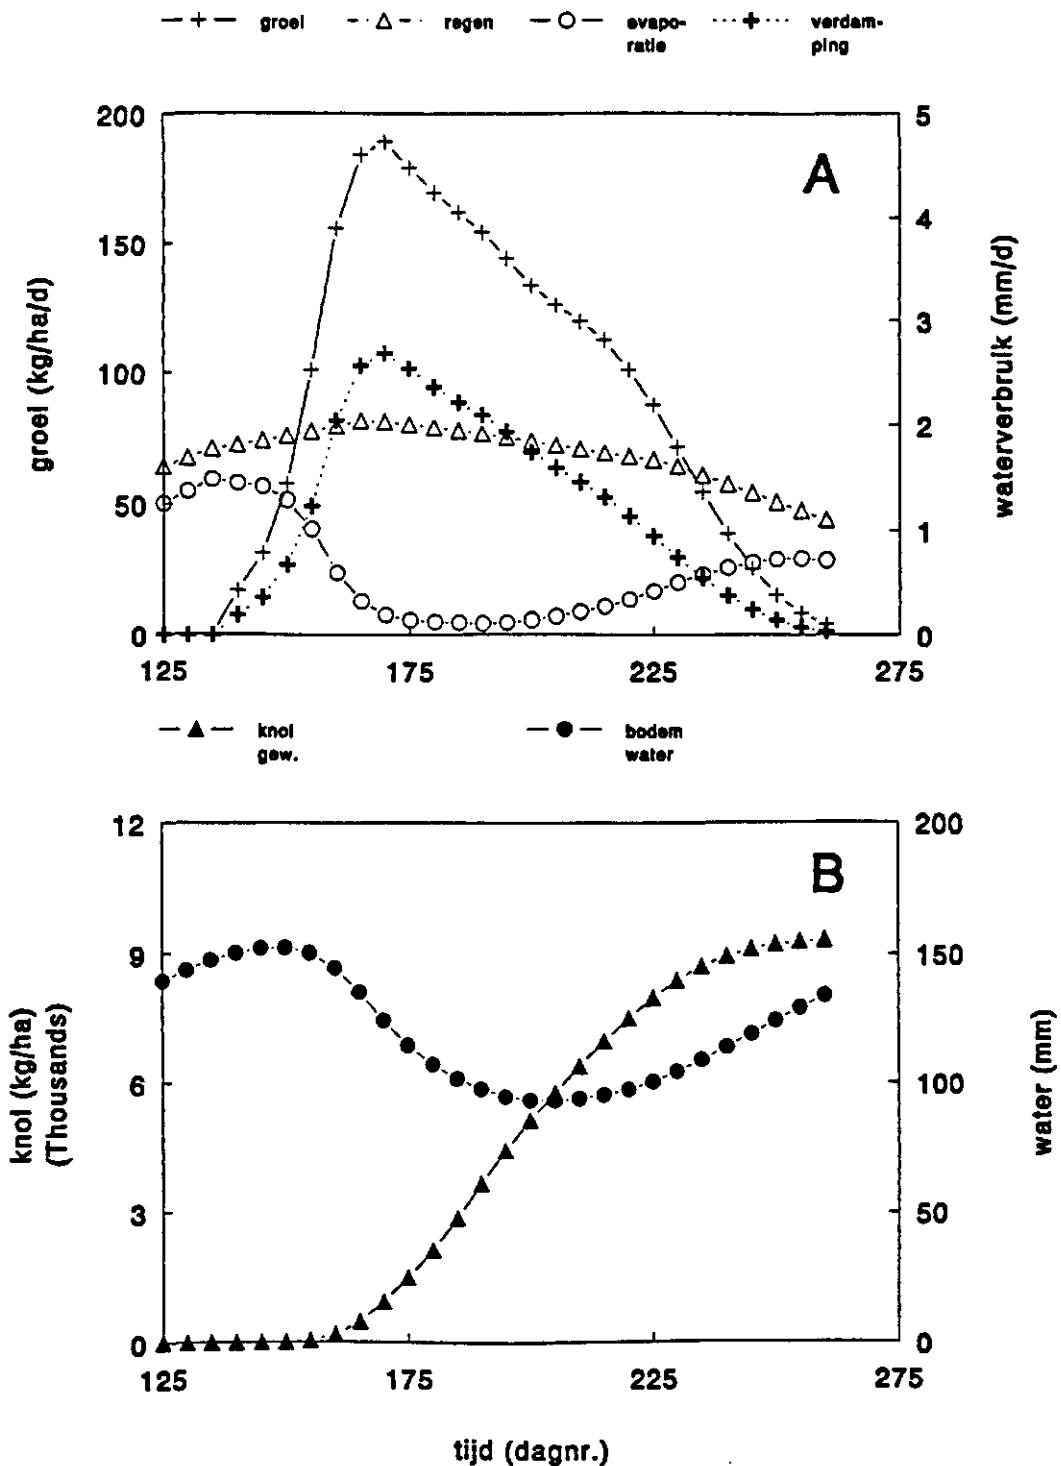 groei regen evapo- verdam-
ratie ping
200 5
A
4
150
3
groei (kg/ha/d)
waterverbruik (mm/d)
100
2
50
1
0 0
125 175 225 275
knol bodem
gew. water
12 200
B
9 150
knol (kg/ha)
(Thousands)
water (mm)
6 100
3 50
0 0
125 175 225 275
tijd (dagnr.)